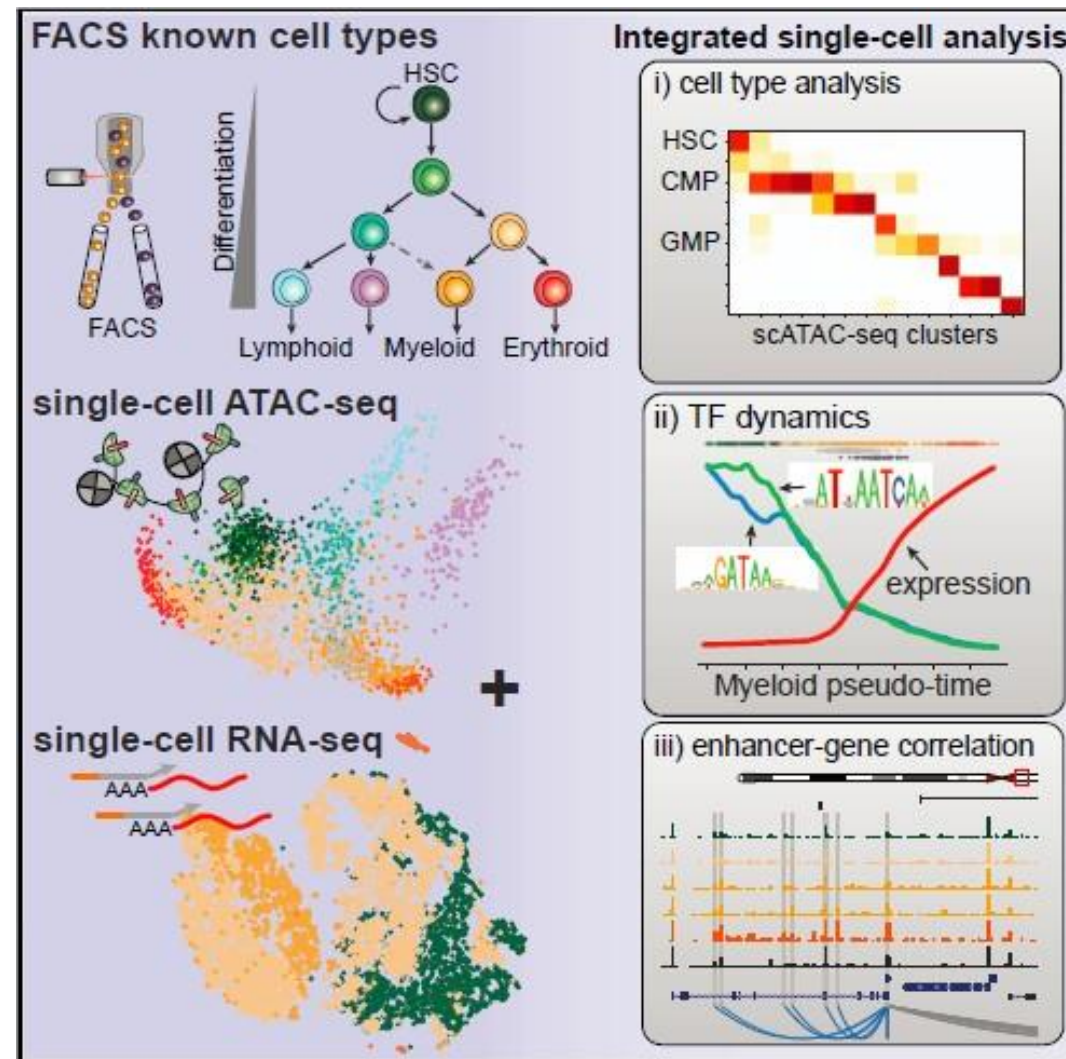 FACS known cell types
HSC
Differentiation
FACS
Lymphoid Myeloid Erythroid
single-cell ATAC-seq
+
single-cell RNA-seq
AAA
AAA
Integrated single-cell analysis
i) cell type analysis
HSC
CMP
GMP
scATAC-seq clusters
ii) TF dynamics
AT AATCAA
GATAA
expression
Myeloid pseudo-time
iii) enhancer-gene correlation